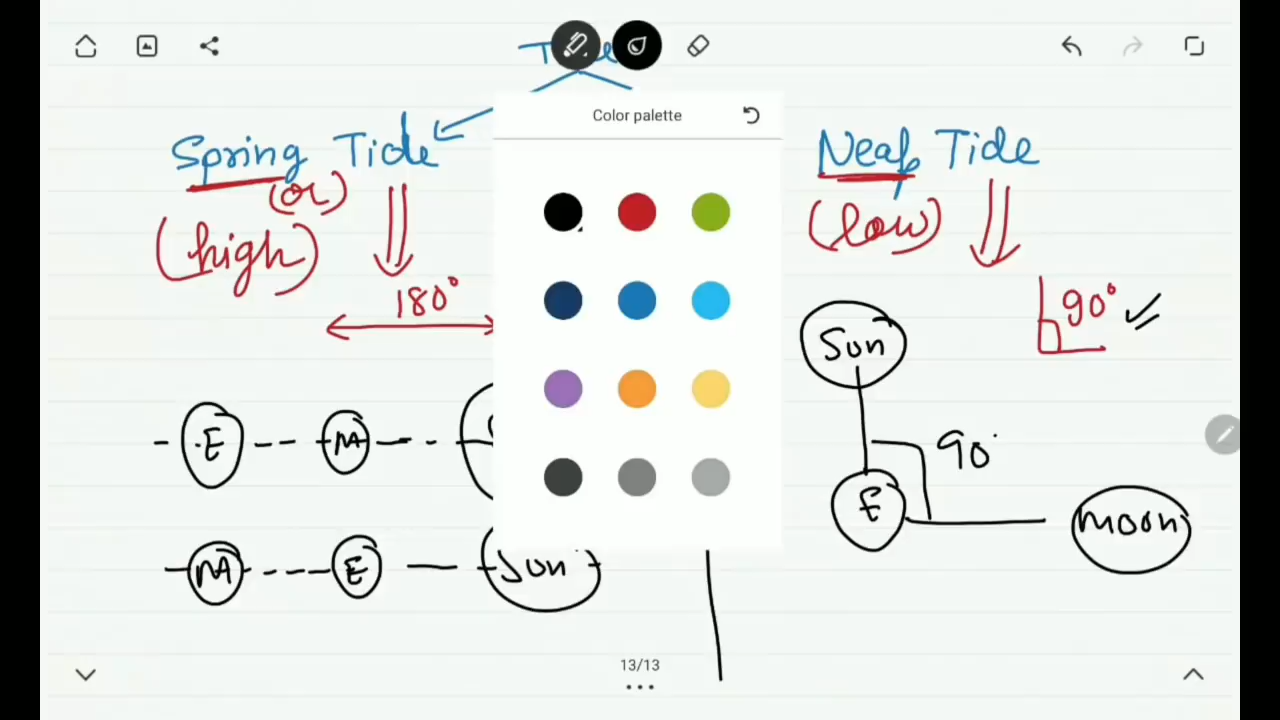 Color palette
Spring Tide
(or)
(high)
180°
E M
M E Sun
Neap Tide
(low)
90°
Sun
90°
E Moon
13/13